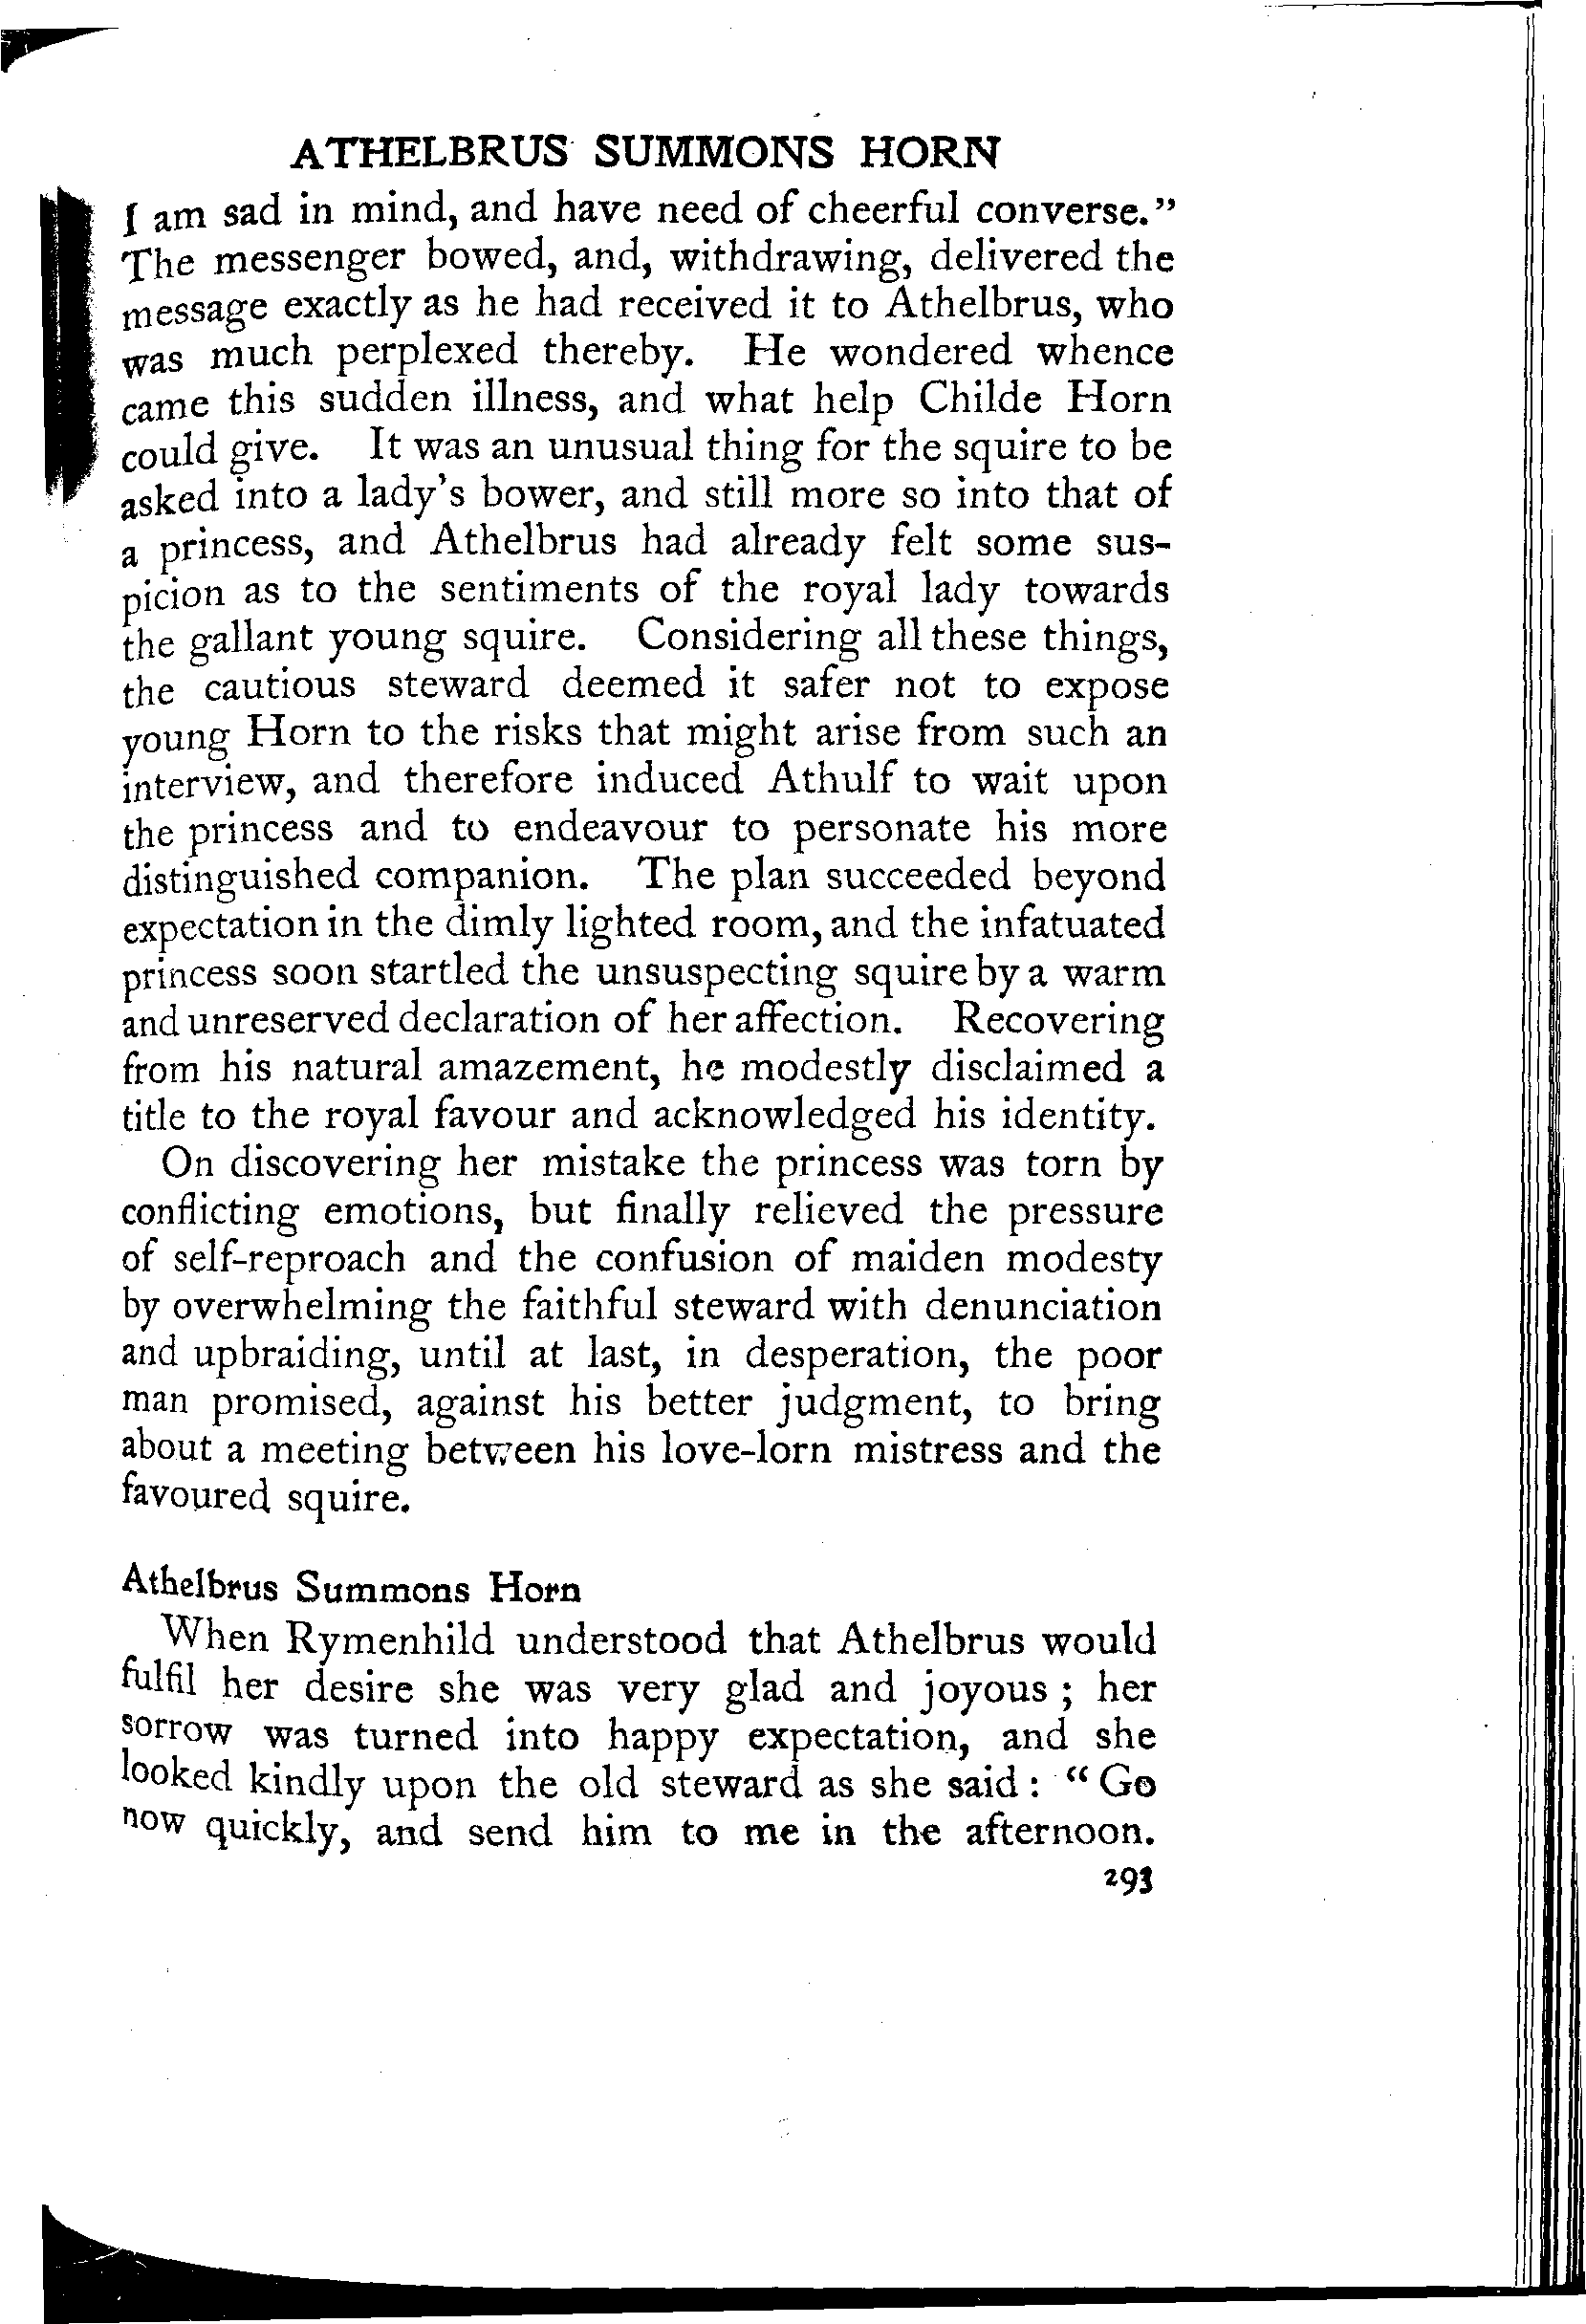 ATHELBRUS SUMMONS HORN
I am sad in mind, and have need of cheerful converse."
The messenger bowed, and, withdrawing, delivered the
message exactly as he had received it to Athelbrus, who
was much perplexed thereby. He wondered whence
came this sudden illness, and what help Childe Horn
could give. It was an unusual thing for the squire to be
asked into a lady's bower, and still more so into that of
a princess, and Athelbrus had already felt some sus-
picion as to the sentiments of the royal lady towards
the gallant young squire. Considering all these things,
the cautious steward deemed it safer not to expose
young Horn to the risks that might arise from such an
interview, and therefore induced Athulf to wait upon
the princess and to endeavour to personate his more
distinguished companion. The plan succeeded beyond
expectation in the dimly lighted room, and the infatuated
princess soon startled the unsuspecting squire by a warm
and unreserved declaration of her affection. Recovering
from his natural amazement, he modestly disclaimed a
title to the royal favour and acknowledged his identity.
On discovering her mistake the princess was torn by
conflicting emotions, but finally relieved the pressure
of self-reproach and the confusion of maiden modesty
by overwhelming the faithful steward with denunciation
and upbraiding, until at last, in desperation, the poor
man promised, against his better judgment, to bring
about a meeting between his love-lorn mistress and the
favoured squire.
Athelbrus Summons Horn
When Rymenhild understood that Athelbrus would
fulfil her desire she was very glad and joyous ; her
sorrow was turned into happy expectation, and she
looked kindly upon the old steward as she said : "Go
now quickly, and send him to me in the afternoon.
293